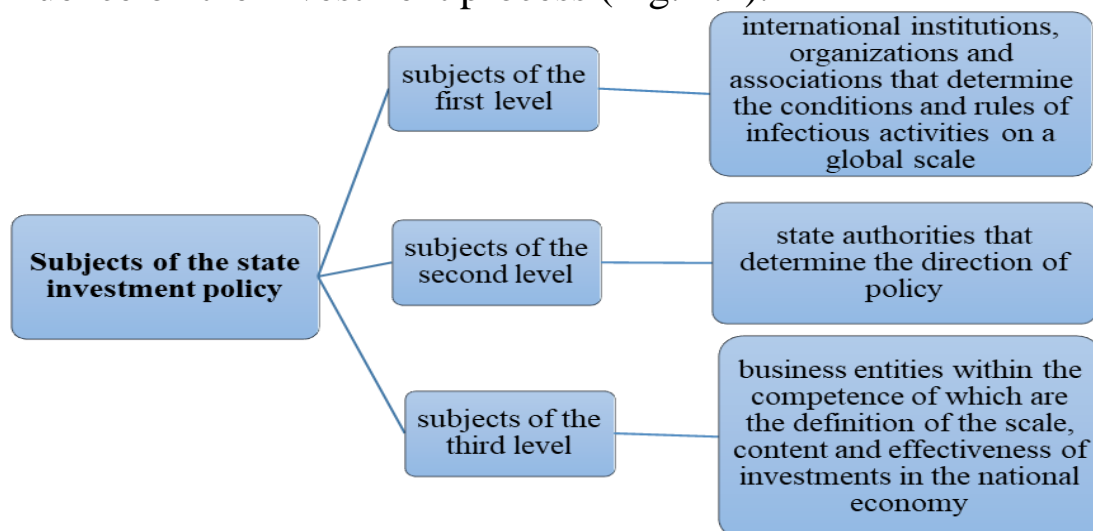 investment process
subjects of the
first level
international institutions,
organizations and
associations that determine
the conditions and rules of
infectious activities on a
global scale
Subjects of the state
investment policy
subjects of the
second level
state authorities that
determine the direction of
policy
subjects of the
third level
business entities within the
competence of which are
the definition of the scale,
content and effectiveness of
investments in the national
economy